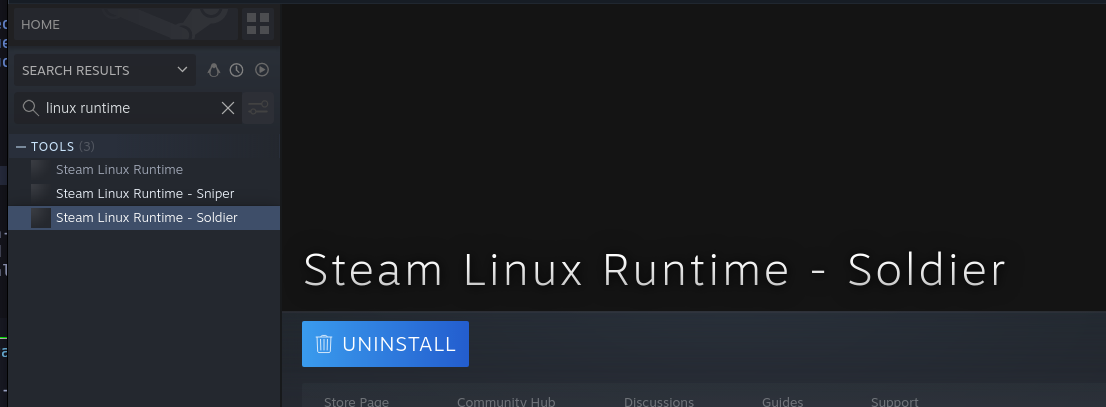 HOME
SEARCH RESULTS
linux runtime
TOOLS (3)
Steam Linux Runtime
Steam Linux Runtime - Sniper
Steam Linux Runtime - Soldier
Steam Linux Runtime - Soldier
UNINSTALL
Store Page Community Hub Discussions Guides Support